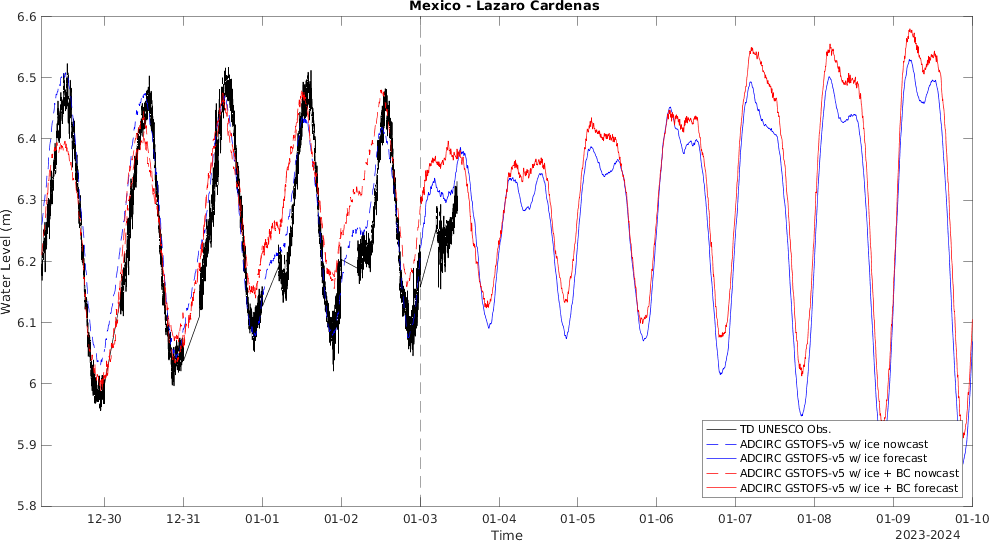 Mexico - Lazaro Cardenas
Water Level (m)
6.6
6.5
6.4
6.3
6.2
6.1
6
5.9
5.8
TD UNESCO Obs.
ADCIRC GSTOFS-v5 w/ ice nowcast
ADCIRC GSTOFS-v5 w/ ice forecast
ADCIRC GSTOFS-v5 w/ ice + BC nowcast
ADCIRC GSTOFS-v5 w/ ice + BC forecast
12-30 12-31 01-01 01-02 01-03 01-04 01-05 01-06 01-07 01-08 01-09 01-10
Time
2023-2024